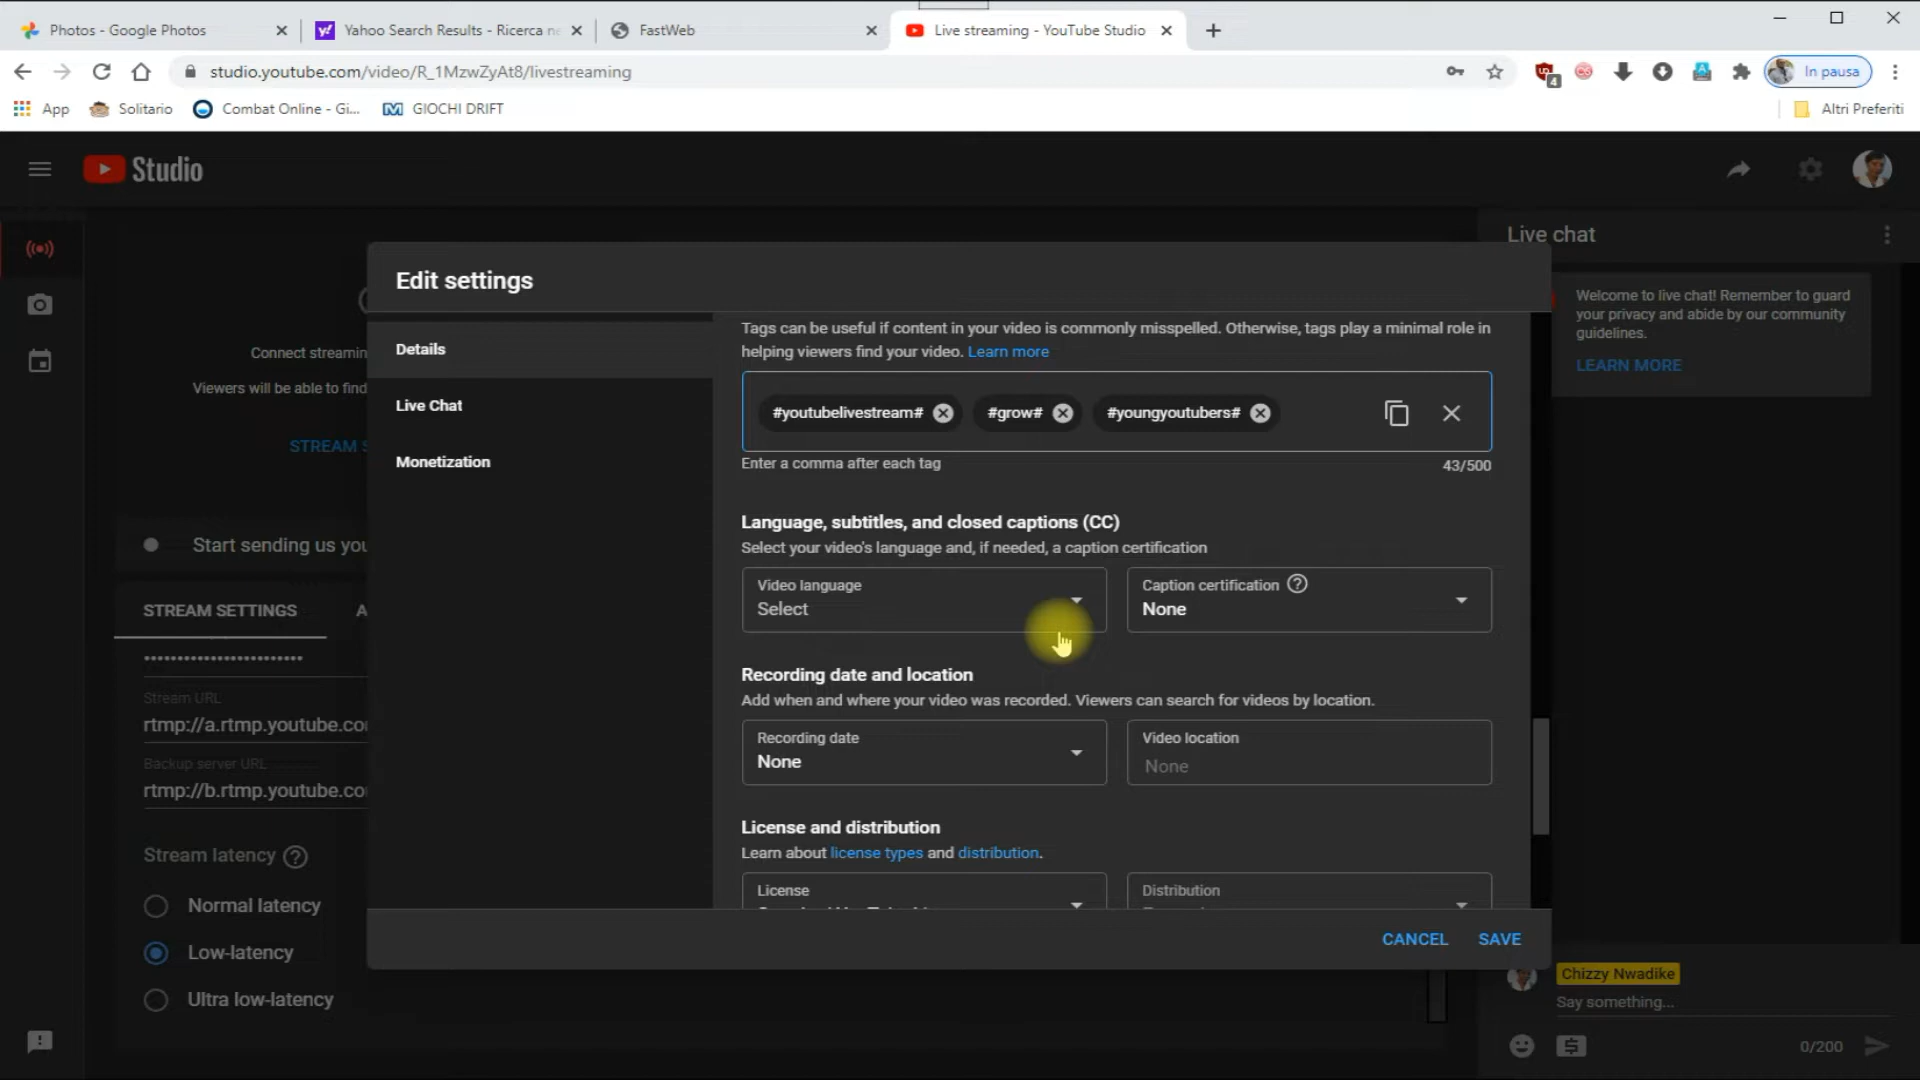 Photos - Google Photos
Yahoo Search Results - Ricerca ne
FastWeb
Live streaming - YouTube Studio
studio.youtube.com/video/R_1MzwZyAt8/livestreaming
4
In pausa
App
Solitario
Combat Online - Gi...
GIOCHI DRIFT
Altri Preferiti
Studio
Live chat
Edit settings
Welcome to live chat! Remember to guard
your privacy and abide by our community
guidelines.
LEARN MORE
Details
Live Chat
Monetization
Tags can be useful if content in your video is commonly misspelled. Otherwise, tags play a minimal role in
helping viewers find your video. Learn more
#youtubelivestream#
#grow#
#youngyoutubers#
Enter a comma after each tag
43/500
Language, subtitles, and closed captions (CC)
Select your video's language and, if needed, a caption certification
Video language
Select
Caption certification
None
Recording date and location
Add when and where your video was recorded. Viewers can search for videos by location.
Recording date
None
Video location
None
License and distribution
Learn about license types and distribution.
License
Distribution
CANCEL
SAVE
Connect streamin
Viewers will be able to find
STREAM S
Start sending us you
STREAM SETTINGS
A
Stream URL
rtmp://a.rtmp.youtube.co
Backup server URL
rtmp://b.rtmp.youtube.co
Stream latency
Normal latency
Low-latency
Ultra low-latency
Chizzy Nwadike
Say something...
0/200